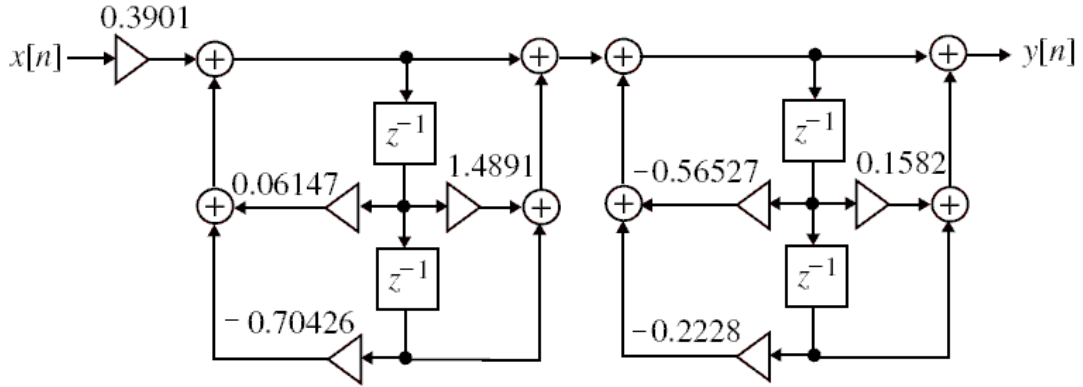 0.3901
x[n] + + + + y[n]
z⁻¹ z⁻¹
0.06147 1.4891 −0.56527 0.1582
+ + + +
z⁻¹ z⁻¹
− 0.70426 −0.2228